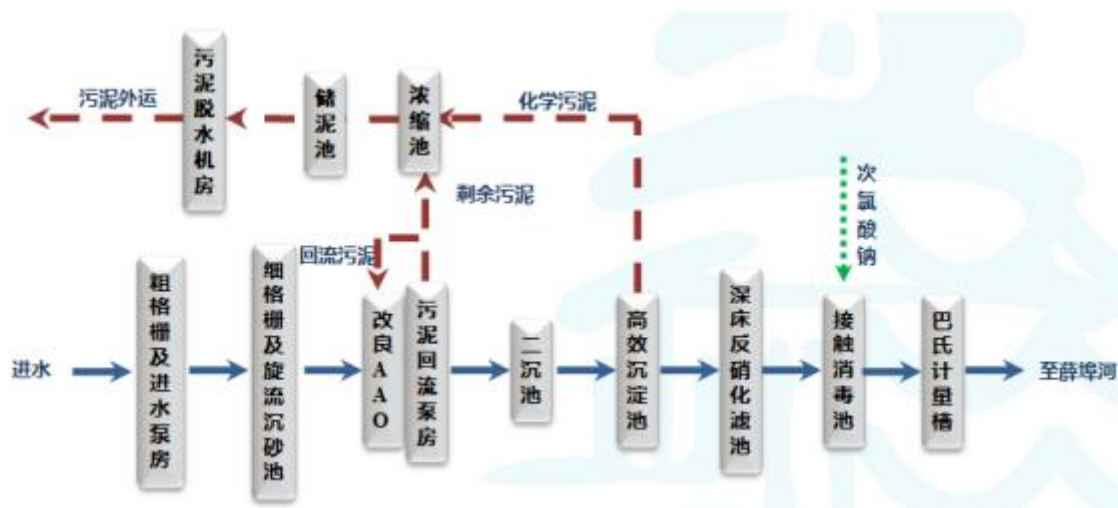 污泥外运
污泥脱水机房
储泥池
浓缩池
化学污泥
剩余污泥
回流污泥
次氯酸钠
进水
粗格栅及进水泵房
细格栅及旋流沉砂池
改良AAO
污泥回流泵房
二沉池
高效沉淀池
深床反硝化滤池
接触消毒池
巴氏计量槽
至薛埠河